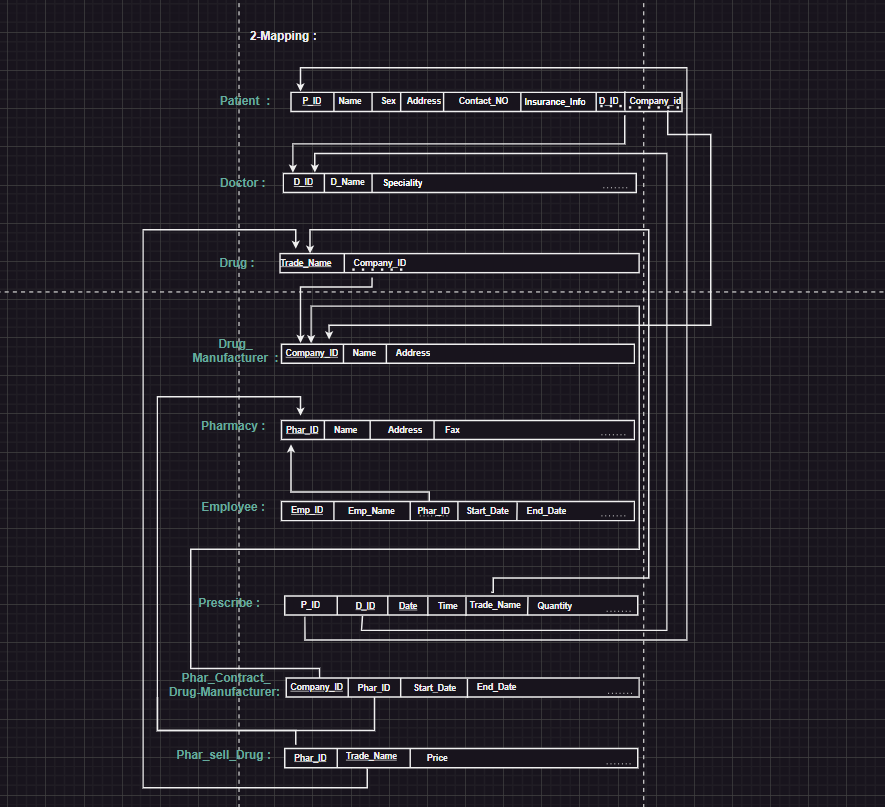 2-Mapping :
Patient :
P_ID Name Sex Address Contact_NO Insurance_Info D_ID Company_id
Doctor :
D_ID D_Name Speciality .......
Drug :
Trade_Name Company_ID
Drug_
Manufacturer :
Company_ID Name Address
Pharmacy :
Phar_ID Name Address Fax .......
Employee :
Emp_ID Emp_Name Phar_ID Start_Date End_Date .......
Prescribe :
P_ID D_ID Date Time Trade_Name Quantity .......
Phar_Contract_
Drug-Manufacturer:
Company_ID Phar_ID Start_Date End_Date .......
Phar_sell_Drug :
Phar_ID Trade_Name Price .......